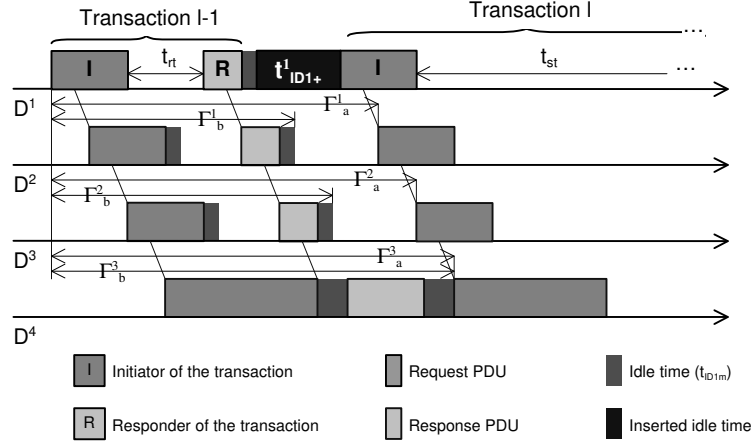 Transaction l-1
Transaction l
...
I
t_rt
R
t¹_ID1+
I
t_st
...
D¹
Γ¹_a
Γ¹_b
D²
Γ²_a
Γ²_b
D³
Γ³_a
Γ³_b
D⁴
I Initiator of the transaction
Request PDU
Idle time (t_ID1m)
R Responder of the transaction
Response PDU
Inserted idle time